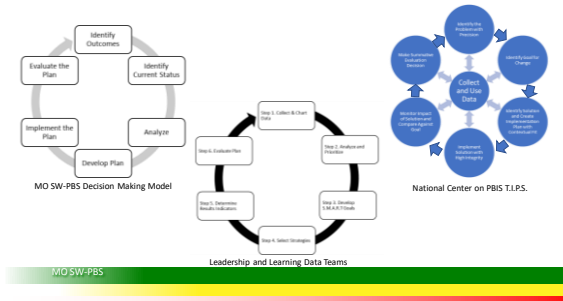 Identify
Outcomes
Identify
Current Status
Analyze
Develop Plan
Implement the
Plan
Evaluate the
Plan
MO SW-PBS Decision Making Model
Step 1. Collect & Chart
Data
Step 2. Analyze and
Prioritize
Step 3. Develop
S.M.A.R.T Goals
Step 4. Select Strategies
Step 5. Determine
Results Indicators
Step 6. Evaluate Plan
Leadership and Learning Data Teams
Identify the
Problem with
Precision
Identify Goal for
Change
Identify Solution
and Create
Implementation
Plan with
Contextual Fit
Implement
Solution with
High Integrity
Monitor Impact
of Solution and
Compare Against
Goal
Make Summative
Evaluation
Decision
Collect
and Use
Data
National Center on PBIS T.I.P.S.
MO SW-PBS